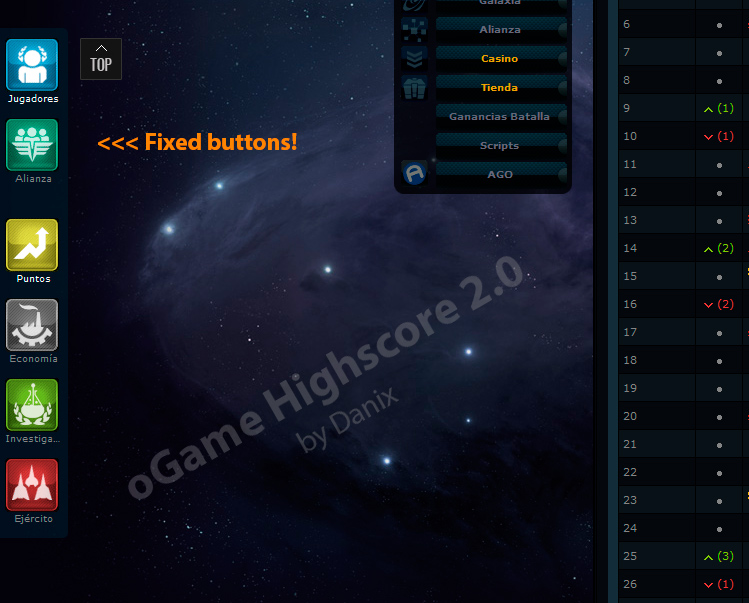 Jugadores
Alianza
Puntos
Economía
Investiga...
Ejército
TOP
<<< Fixed buttons!
Galaxia
Alianza
Casino
Tienda
Ganancias Batalla
Scripts
AGO
oGame Highscore 2.0
by Danix
6
7
8
9 (1)
10 (1)
11
12
13
14 (2)
15
16 (2)
17
18
19
20
21
22
23
24
25 (3)
26 (1)